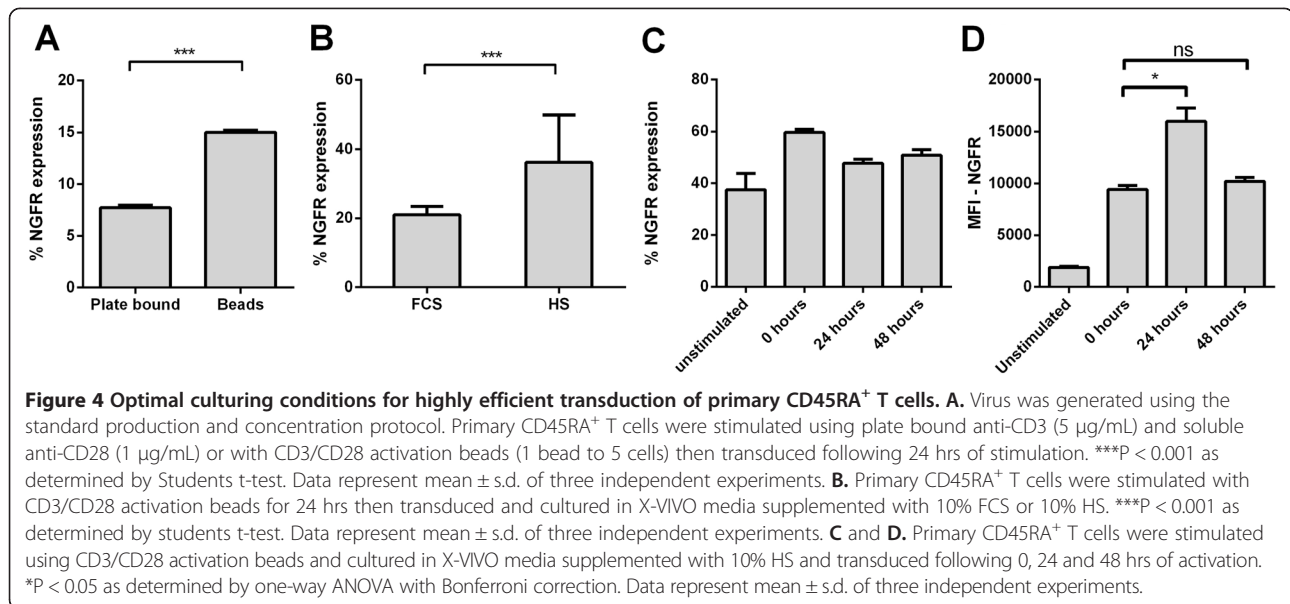 A
***
% NGFR expression
20
15
10
5
0
Plate bound
Beads
B
***
% NGFR expression
60
40
20
0
FCS
HS
C
% NGFR expression
80
60
40
20
0
unstimulated
0 hours
24 hours
48 hours
D
ns
*
MFI - NGFR
20000
15000
10000
5000
0
Unstimulated
0 hours
24 hours
48 hours
Figure 4 Optimal culturing conditions for highly efficient transduction of primary CD45RA⁺ T cells. A. Virus was generated using the
standard production and concentration protocol. Primary CD45RA⁺ T cells were stimulated using plate bound anti-CD3 (5 μg/mL) and soluble
anti-CD28 (1 μg/mL) or with CD3/CD28 activation beads (1 bead to 5 cells) then transduced following 24 hrs of stimulation. ***P < 0.001 as
determined by Students t-test. Data represent mean ± s.d. of three independent experiments. B. Primary CD45RA⁺ T cells were stimulated with
CD3/CD28 activation beads for 24 hrs then transduced and cultured in X-VIVO media supplemented with 10% FCS or 10% HS. ***P < 0.001 as
determined by students t-test. Data represent mean ± s.d. of three independent experiments. C and D. Primary CD45RA⁺ T cells were stimulated
using CD3/CD28 activation beads and cultured in X-VIVO media supplemented with 10% HS and transduced following 0, 24 and 48 hrs of activation.
*P < 0.05 as determined by one-way ANOVA with Bonferroni correction. Data represent mean ± s.d. of three independent experiments.